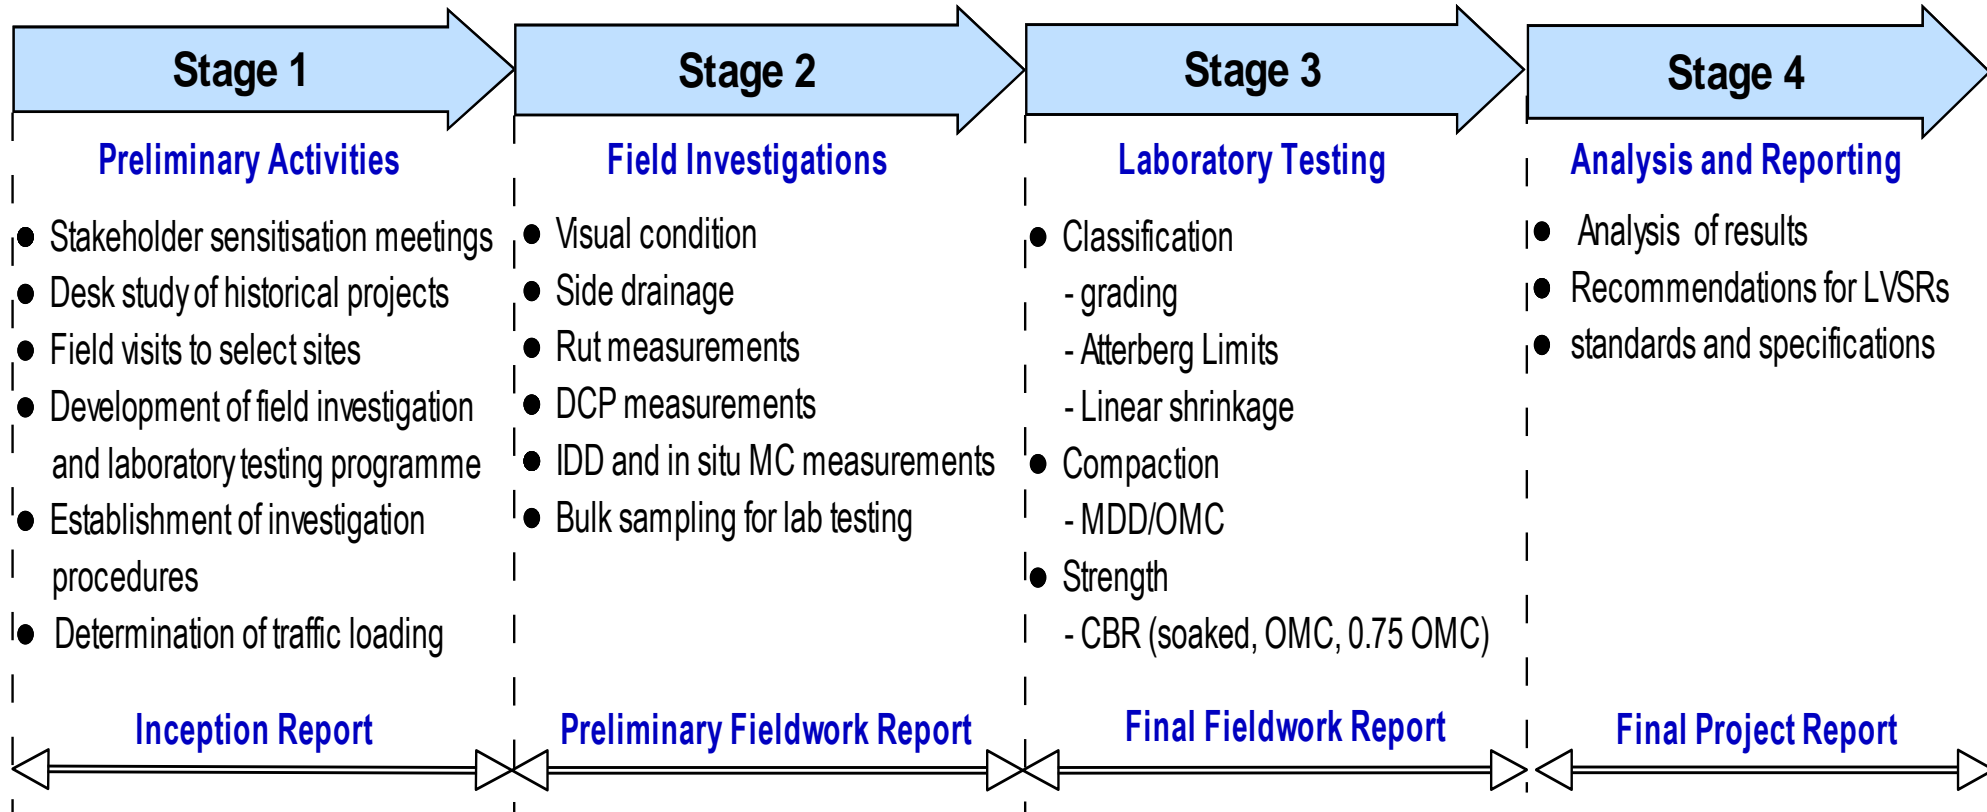 Stage 1
Stage 2
Stage 3
Stage 4
Preliminary Activities
● Stakeholder sensitisation meetings
● Desk study of historical projects
● Field visits to select sites
● Development of field investigation
and laboratory testing programme
● Establishment of investigation
procedures
● Determination of traffic loading
Inception Report
Field Investigations
● Visual condition
● Side drainage
● Rut measurements
● DCP measurements
● IDD and in situ MC measurements
● Bulk sampling for lab testing
Preliminary Fieldwork Report
Laboratory Testing
● Classification
- grading
- Atterberg Limits
- Linear shrinkage
● Compaction
- MDD/OMC
● Strength
- CBR (soaked, OMC, 0.75 OMC)
Final Fieldwork Report
Analysis and Reporting
● Analysis of results
● Recommendations for LVSRs
● standards and specifications
Final Project Report